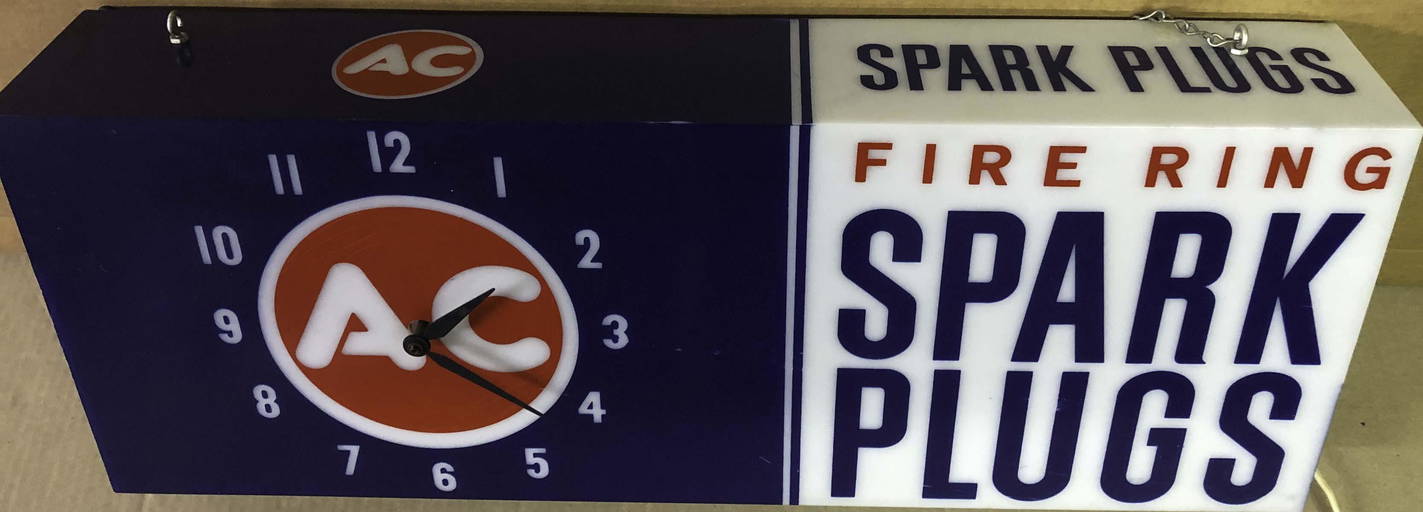 AC
SPARK PLUGS
FIRE RING
SPARK
PLUGS
12
11
1
10
2
AC
9
3
8
4
7
5
6